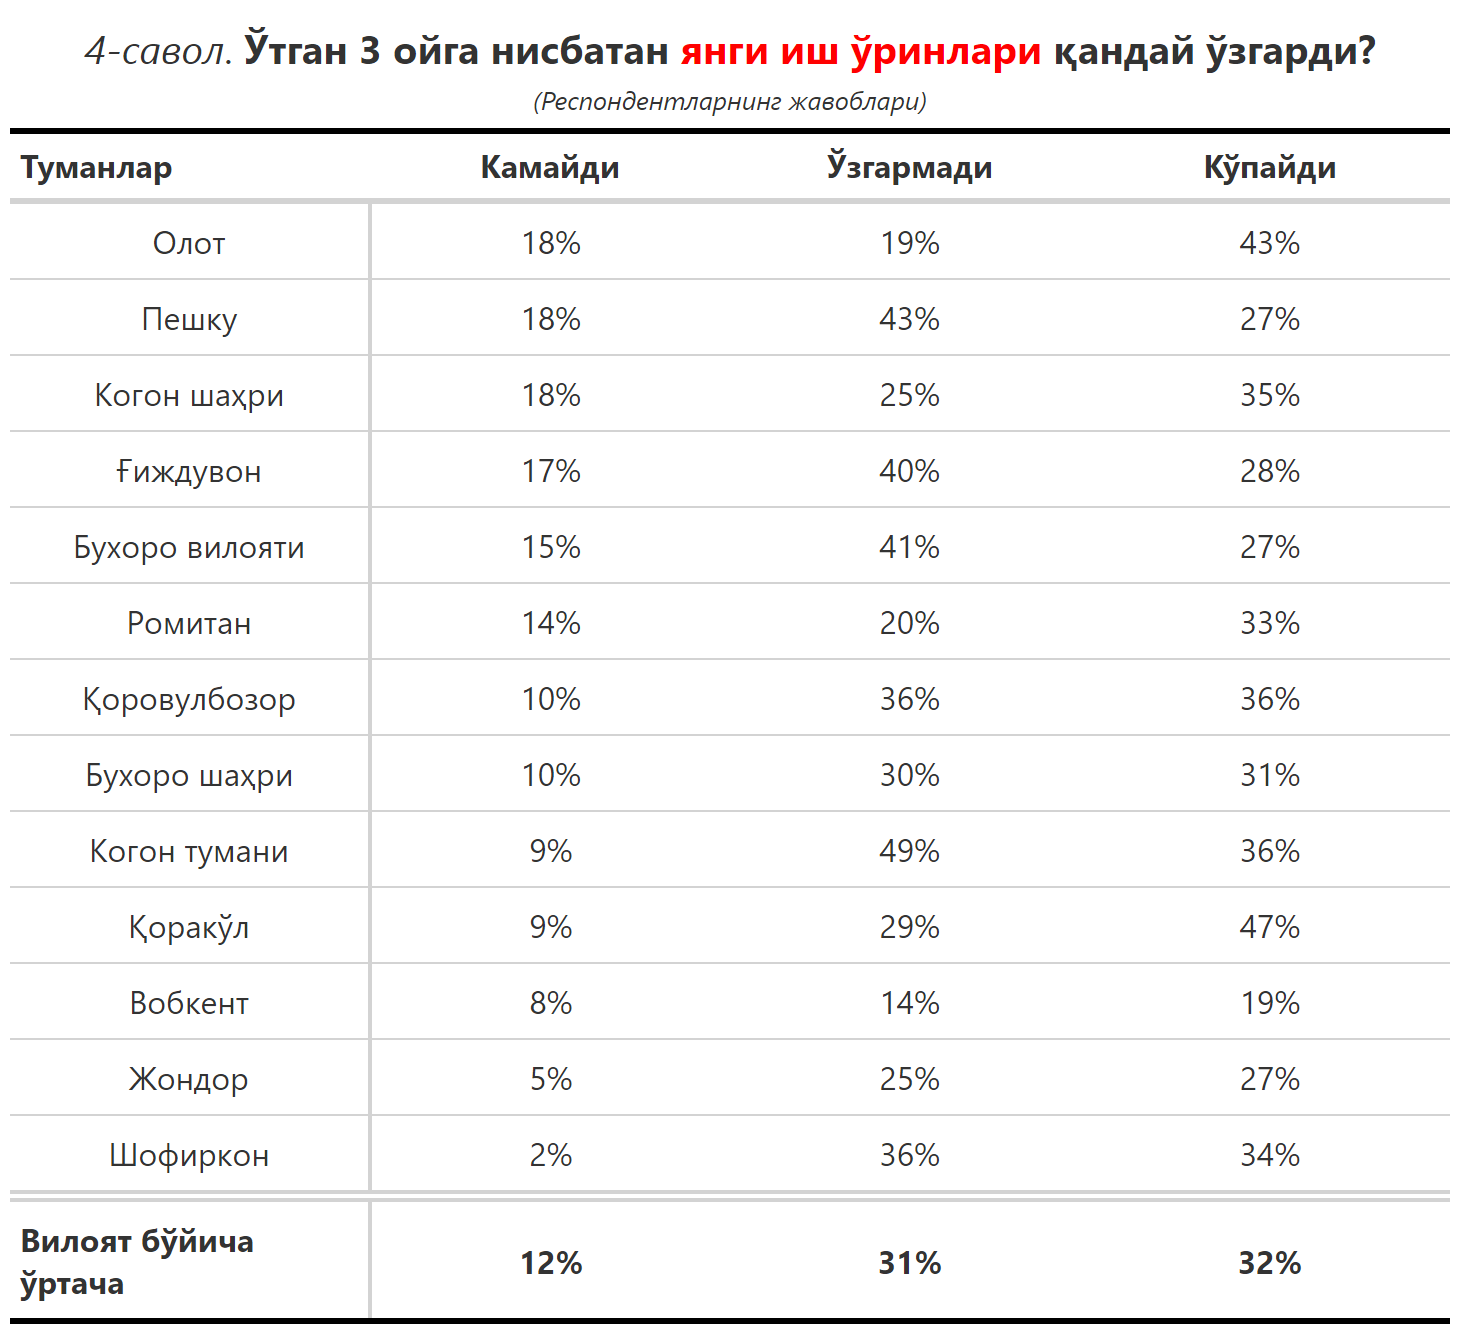 4-савол. Ўтган 3 ойга нисбатан янги иш ўринлари қандай ўзгарди?
(Респондентларнинг жавоблари)
Туманлар Камайди Ўзгармади Кўпайди
Олот 18% 19% 43%
Пешку 18% 43% 27%
Когон шаҳри 18% 25% 35%
Ғиждувон 17% 40% 28%
Бухоро вилояти 15% 41% 27%
Ромитан 14% 20% 33%
Қоровулбозор 10% 36% 36%
Бухоро шаҳри 10% 30% 31%
Когон тумани 9% 49% 36%
Қоракўл 9% 29% 47%
Вобкент 8% 14% 19%
Жондор 5% 25% 27%
Шофиркон 2% 36% 34%
Вилоят бўйича
ўртача 12% 31% 32%